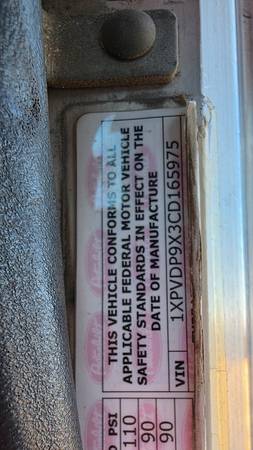 THIS VEHICLE CONFORMS TO ALL
APPLICABLE FEDERAL MOTOR VEHICLE
SAFETY STANDARDS IN EFFECT ON THE
DATE OF MANUFACTURE
VIN 1XPVDP9X3CD165975
PSI
110
90
90